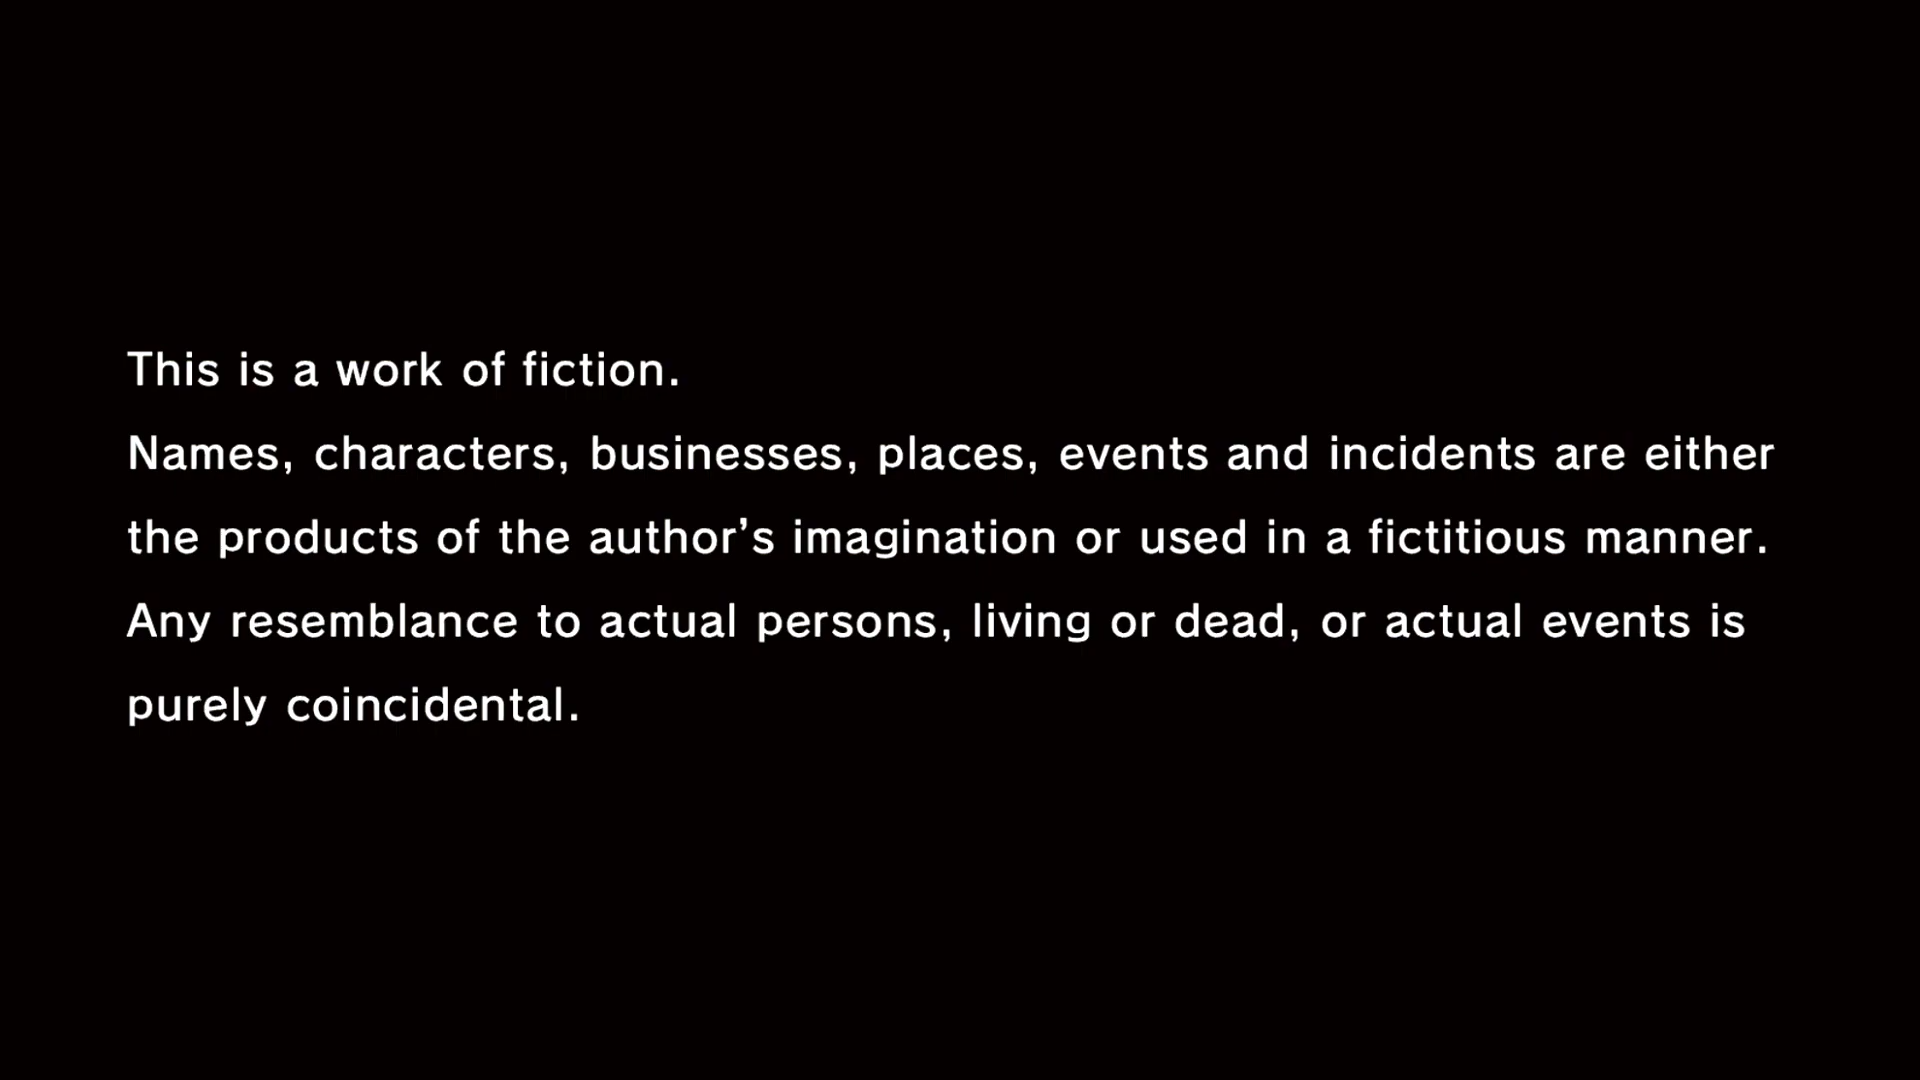 This is a work of fiction.
Names, characters, businesses, places, events and incidents are either
the products of the author’s imagination or used in a fictitious manner.
Any resemblance to actual persons, living or dead, or actual events is
purely coincidental.